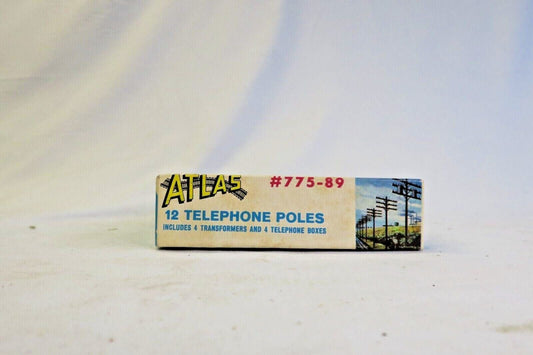 ATLAS #775-89
12 TELEPHONE POLES
INCLUDES 4 TRANSFORMERS AND 4 TELEPHONE BOXES